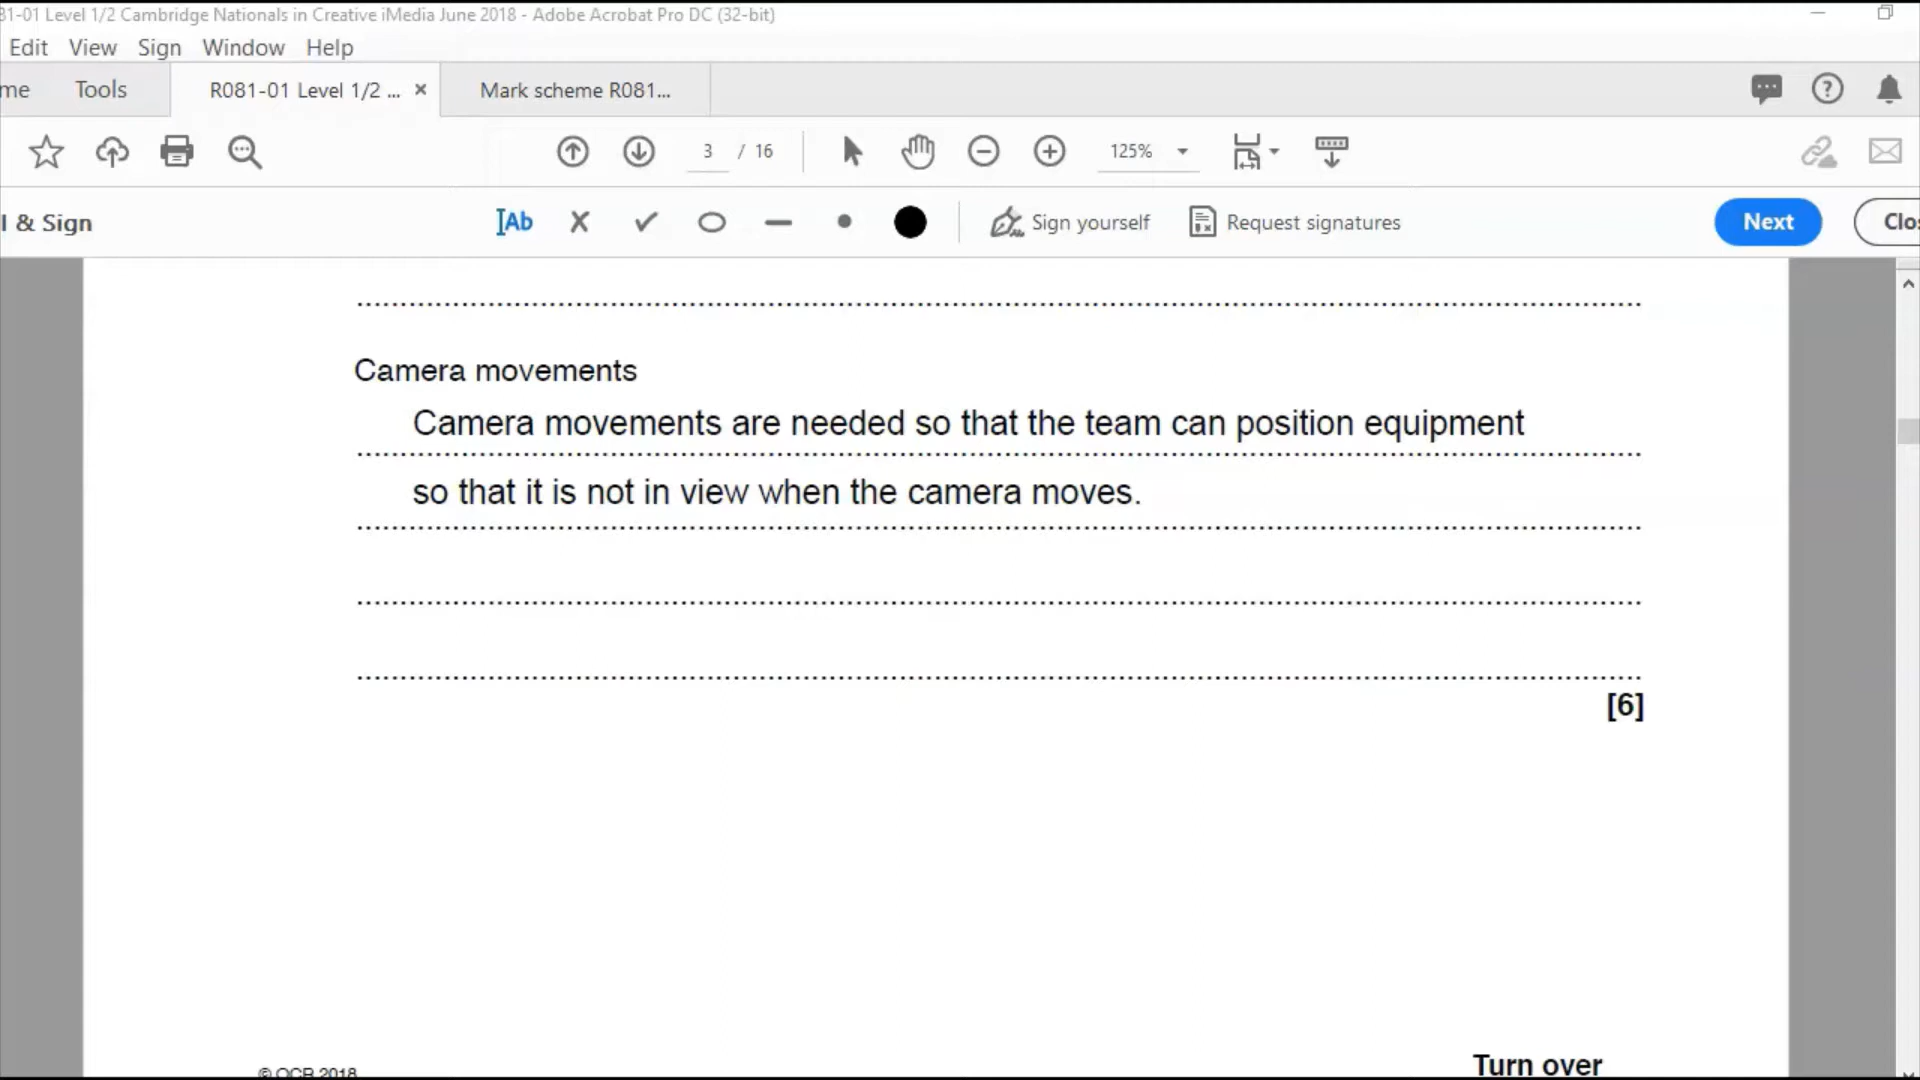 81-01 Level 1/2 Cambridge Nationals in Creative iMedia June 2018 - Adobe Acrobat Pro DC (32-bit)
Edit View Sign Window Help
me Tools R081-01 Level 1/2 ... × Mark scheme R081...
3 / 16 125%
l & Sign Ab Sign yourself Request signatures Next Clo
Camera movements
Camera movements are needed so that the team can position equipment
so that it is not in view when the camera moves.
[6]
© OCR 2018
Turn over